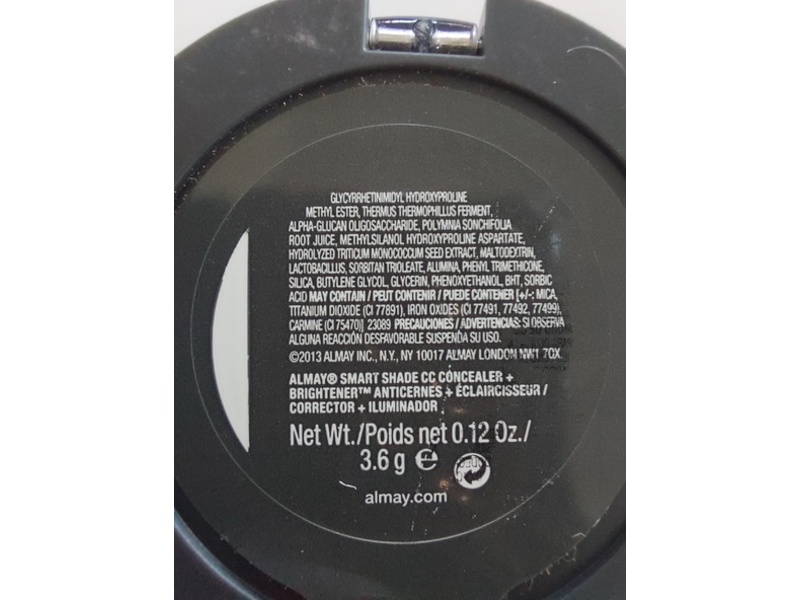 GLYCYRRHETINIMIDYL HYDROXYPROLINE
METHYL ESTER, THERMUS THERMOPHILLUS FERMENT,
ALPHA-GLUCAN OLIGOSACCHARIDE, POLYMNIA SONCHIFOLIA
ROOT JUICE, METHYLSILANOL HYDROXYPROLINE ASPARTATE,
HYDROLYZED TRITICUM MONOCOCCUM SEED EXTRACT, MALTODEXTRIN,
LACTOBACILLUS, SORBITAN TRIOLEATE, ALUMINA, PHENYL TRIMETHICONE,
SILICA, BUTYLENE GLYCOL, GLYCERIN, PHENOXYETHANOL, BHT, SORBIC
ACID MAY CONTAIN / PEUT CONTENIR / PUEDE CONTENER [+/-: MICA,
TITANIUM DIOXIDE (CI 77891), IRON OXIDES (CI 77491, 77492, 77499),
CARMINE (CI 75470)] 23089 PRECAUCIONES / ADVERTENCIAS: SI OBSERVA
ALGUNA REACCIÓN DESFAVORABLE SUSPENDA SU USO.
©2013 ALMAY INC., N.Y., NY 10017 ALMAY LONDON NW1 7QX.
ALMAY® SMART SHADE CC CONCEALER +
BRIGHTENER™ ANTICERNES + ÉCLAIRCISSEUR /
CORRECTOR + ILUMINADOR
Net Wt./Poids net 0.12 Oz./
3.6 g ℮
almay.com